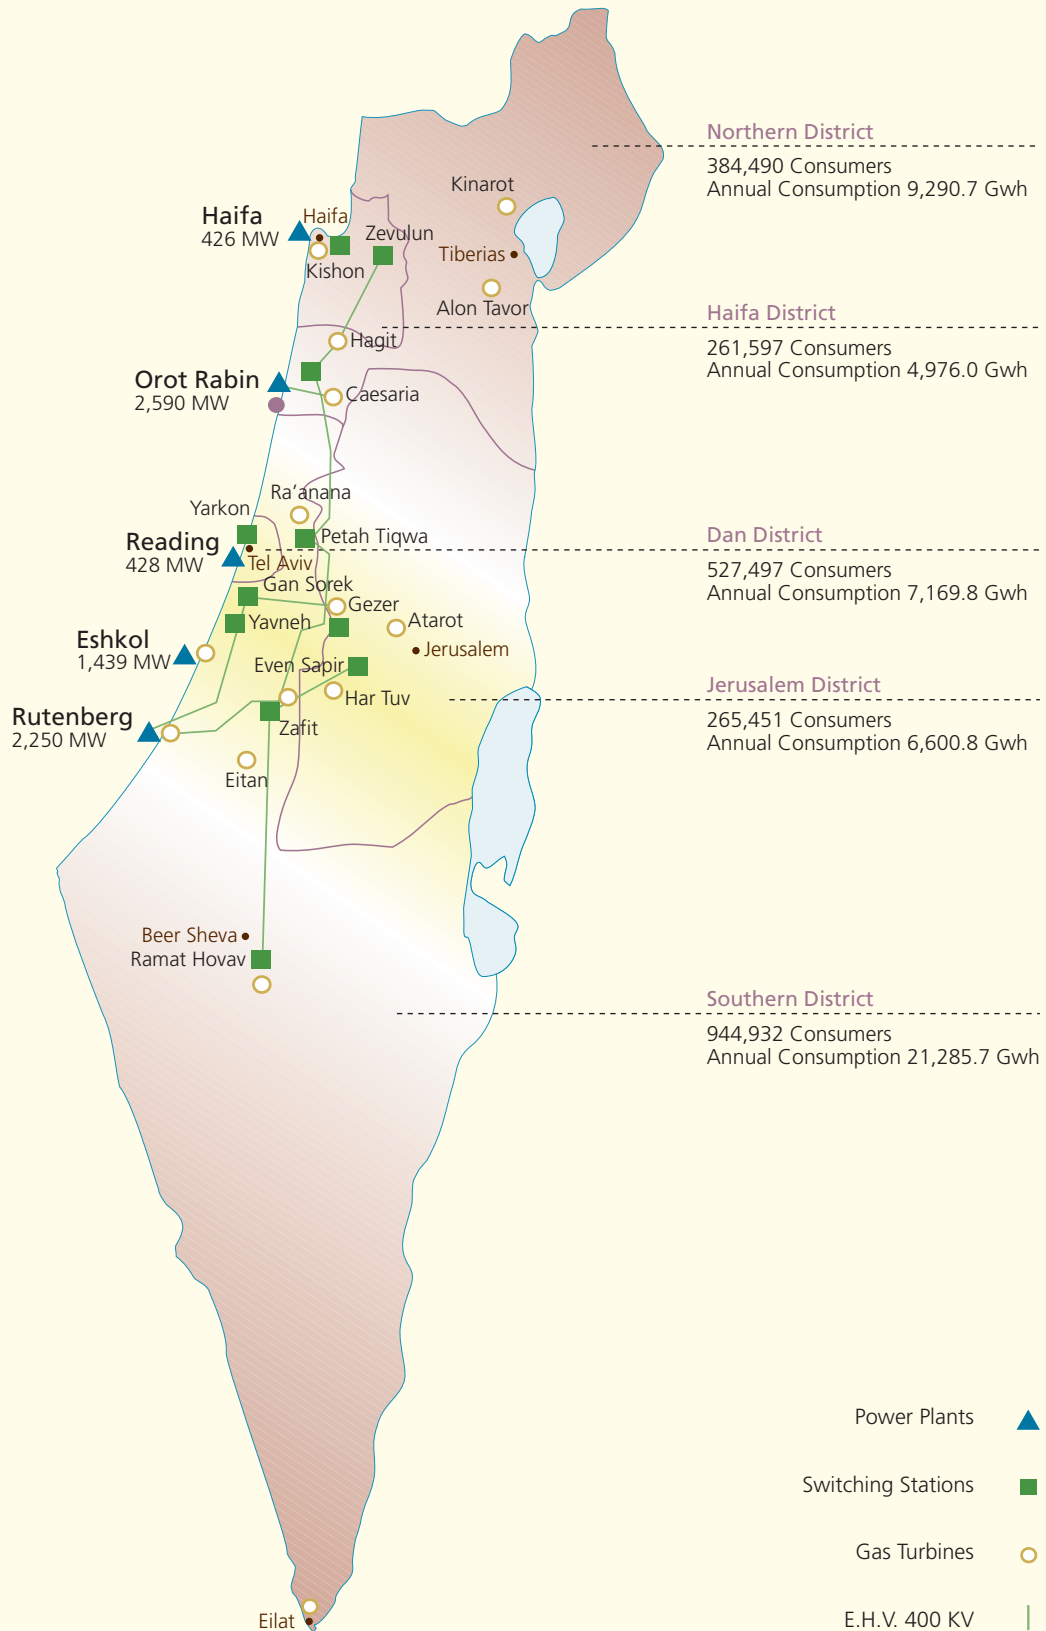 Northern District
384,490 Consumers
Annual Consumption 9,290.7 Gwh
Kinarot
Haifa
426 MW
Haifa
Zevulun
Tiberias
Kishon
Alon Tavor
Haifa District
261,597 Consumers
Annual Consumption 4,976.0 Gwh
Hagit
Orot Rabin
2,590 MW
Caesaria
Ra'anana
Yarkon
Petah Tiqwa
Reading
428 MW
Tel Aviv
Dan District
527,497 Consumers
Annual Consumption 7,169.8 Gwh
Gan Sorek
Gezer
Yavneh
Atarot
Eshkol
1,439 MW
Jerusalem
Even Sapir
Har Tuv
Jerusalem District
265,451 Consumers
Annual Consumption 6,600.8 Gwh
Rutenberg
2,250 MW
Zafit
Eitan
Beer Sheva
Ramat Hovav
Southern District
944,932 Consumers
Annual Consumption 21,285.7 Gwh
Power Plants
Switching Stations
Gas Turbines
E.H.V. 400 KV
Eilat